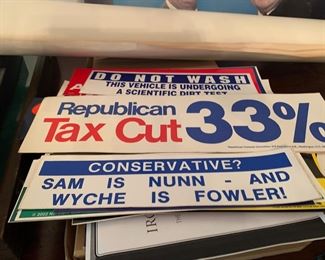 DO NOT WASH
THIS VEHICLE IS UNDERGOING
A SCIENTIFIC DIRT TEST
Republican
Tax Cut 33%
CONSERVATIVE?
SAM IS NUNN - AND
WYCHE IS FOWLER!